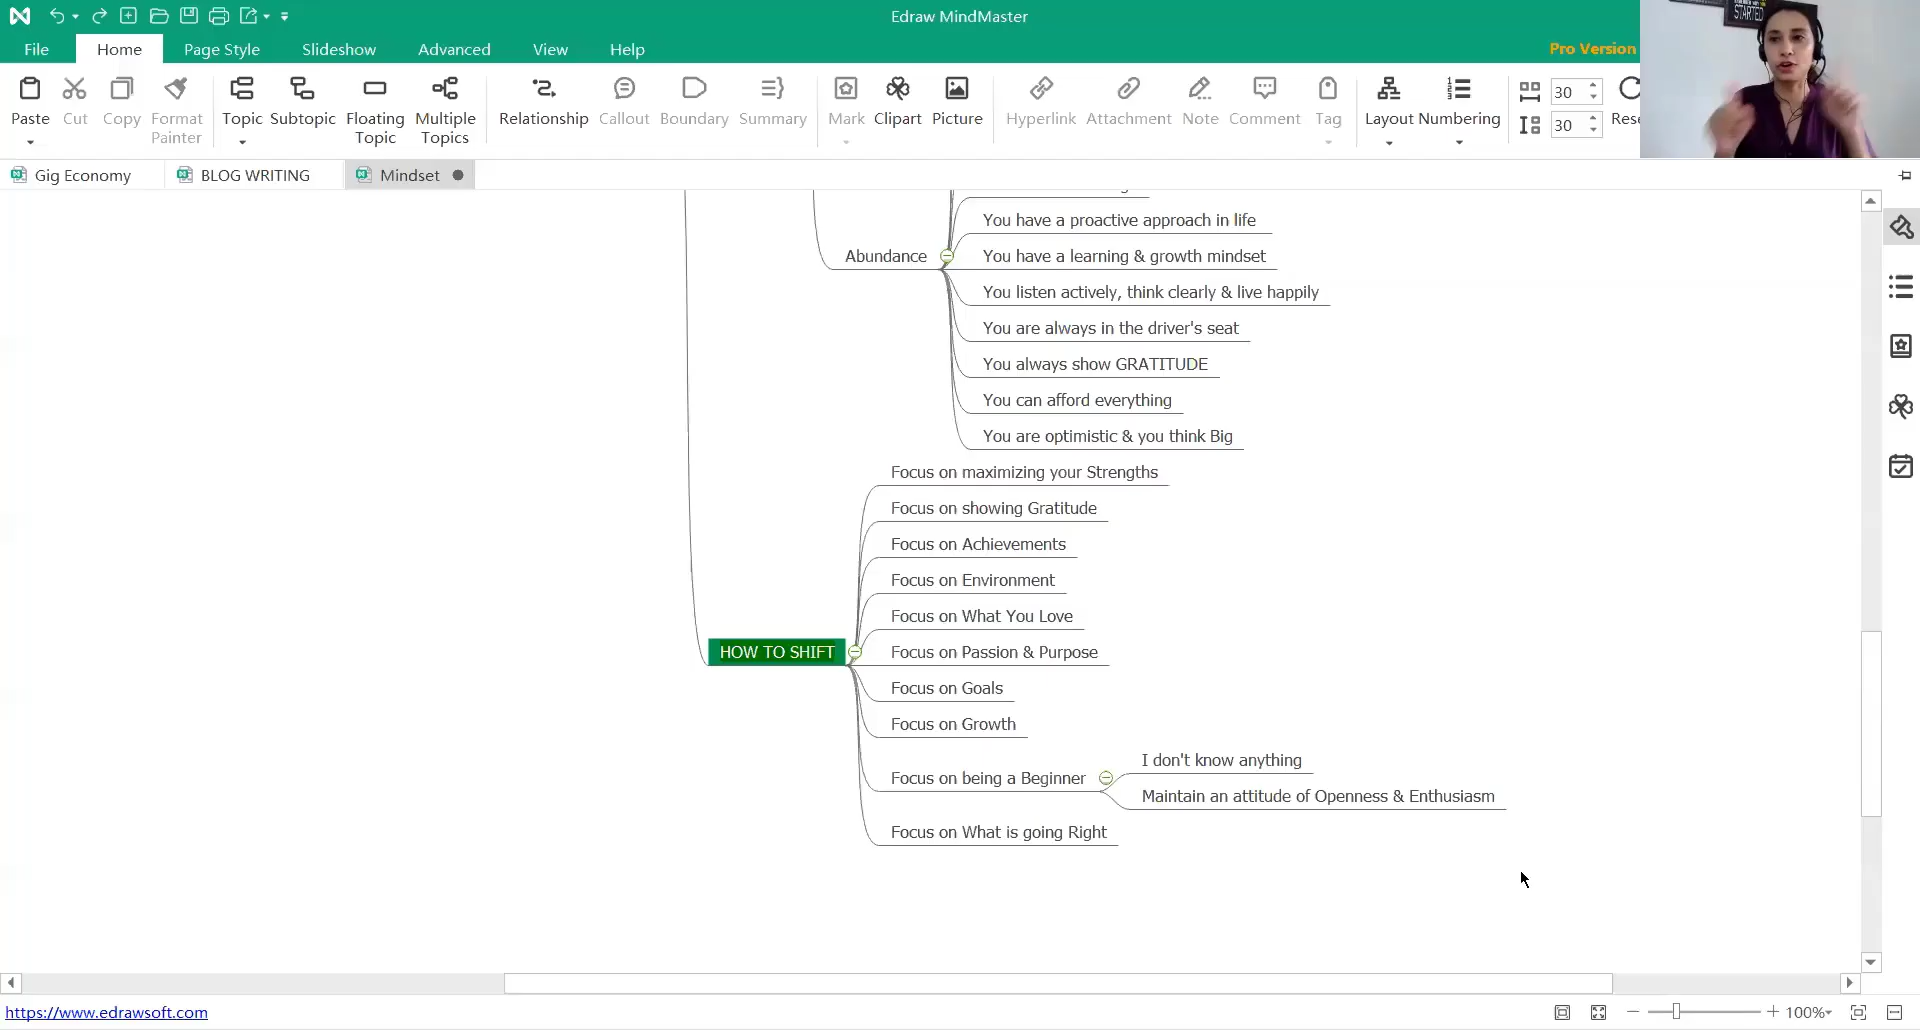 Edraw MindMaster
File Home Page Style Slideshow Advanced View Help
Pro Version
STARTED
Paste Cut Copy Format Painter
Topic Subtopic Floating Topic Multiple Topics
Relationship Callout Boundary Summary
Mark Clipart Picture
Hyperlink Attachment Note Comment Tag
Layout Numbering
30
30
Gig Economy BLOG WRITING Mindset
You have a proactive approach in life
Abundance
You have a learning & growth mindset
You listen actively, think clearly & live happily
You are always in the driver's seat
You always show GRATITUDE
You can afford everything
You are optimistic & you think Big
Focus on maximizing your Strengths
Focus on showing Gratitude
Focus on Achievements
Focus on Environment
Focus on What You Love
HOW TO SHIFT
Focus on Passion & Purpose
Focus on Goals
Focus on Growth
I don't know anything
Focus on being a Beginner
Maintain an attitude of Openness & Enthusiasm
Focus on What is going Right
https://www.edrawsoft.com
100%